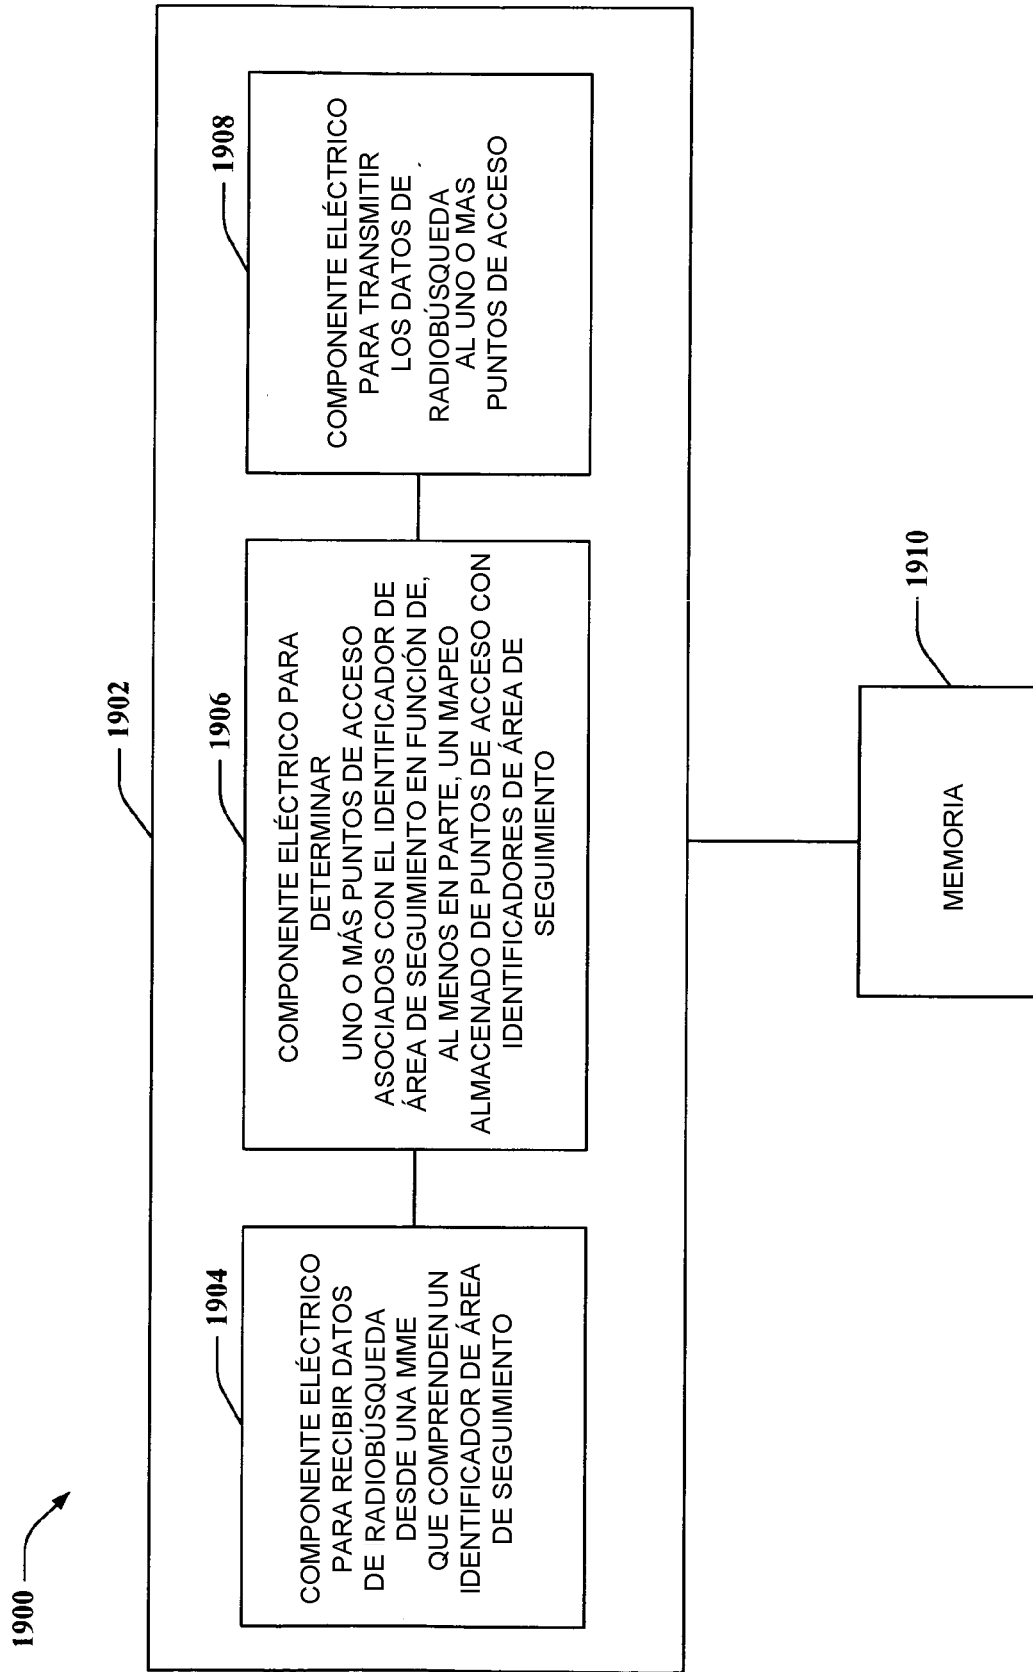 1900
1902
1904
COMPONENTE ELÉCTRICO
PARA RECIBIR DATOS
DE RADIOBÚSQUEDA
DESDE UNA MME
QUE COMPRENDEN UN
IDENTIFICADOR DE ÁREA
DE SEGUIMIENTO
1906
COMPONENTE ELÉCTRICO PARA
DETERMINAR
UNO O MÁS PUNTOS DE ACCESO
ASOCIADOS CON EL IDENTIFICADOR DE
ÁREA DE SEGUIMIENTO EN FUNCIÓN DE,
AL MENOS EN PARTE, UN MAPEO
ALMACENADO DE PUNTOS DE ACCESO CON
IDENTIFICADORES DE ÁREA DE
SEGUIMIENTO
1908
COMPONENTE ELÉCTRICO
PARA TRANSMITIR
LOS DATOS DE
RADIOBÚSQUEDA
AL UNO O MAS
PUNTOS DE ACCESO
1910
MEMORIA